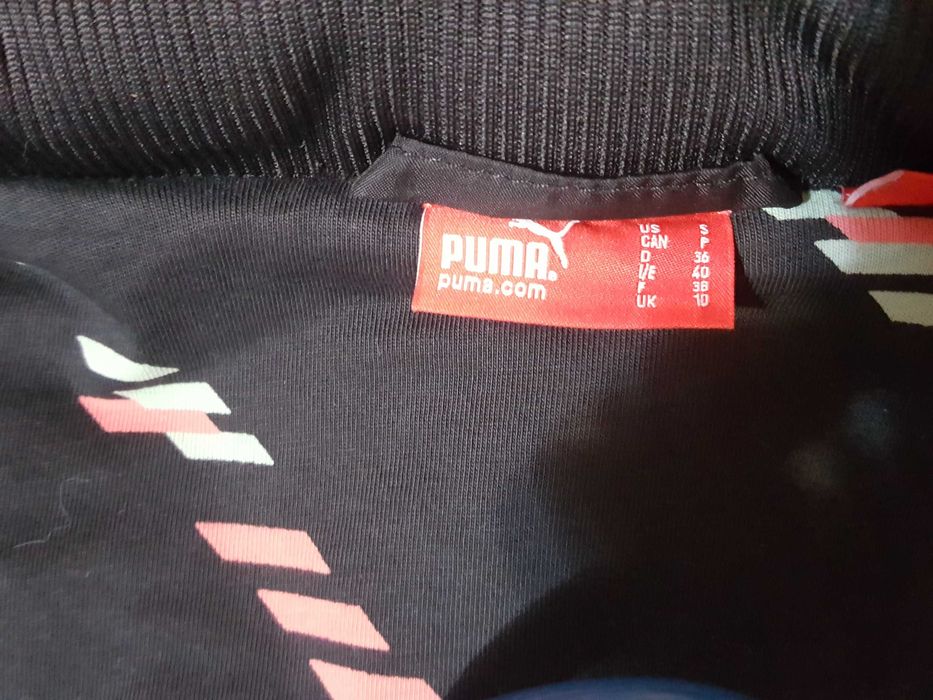 PUMA®
puma.com
US S
CAN P
D 36
I/E 40
F 38
UK 10